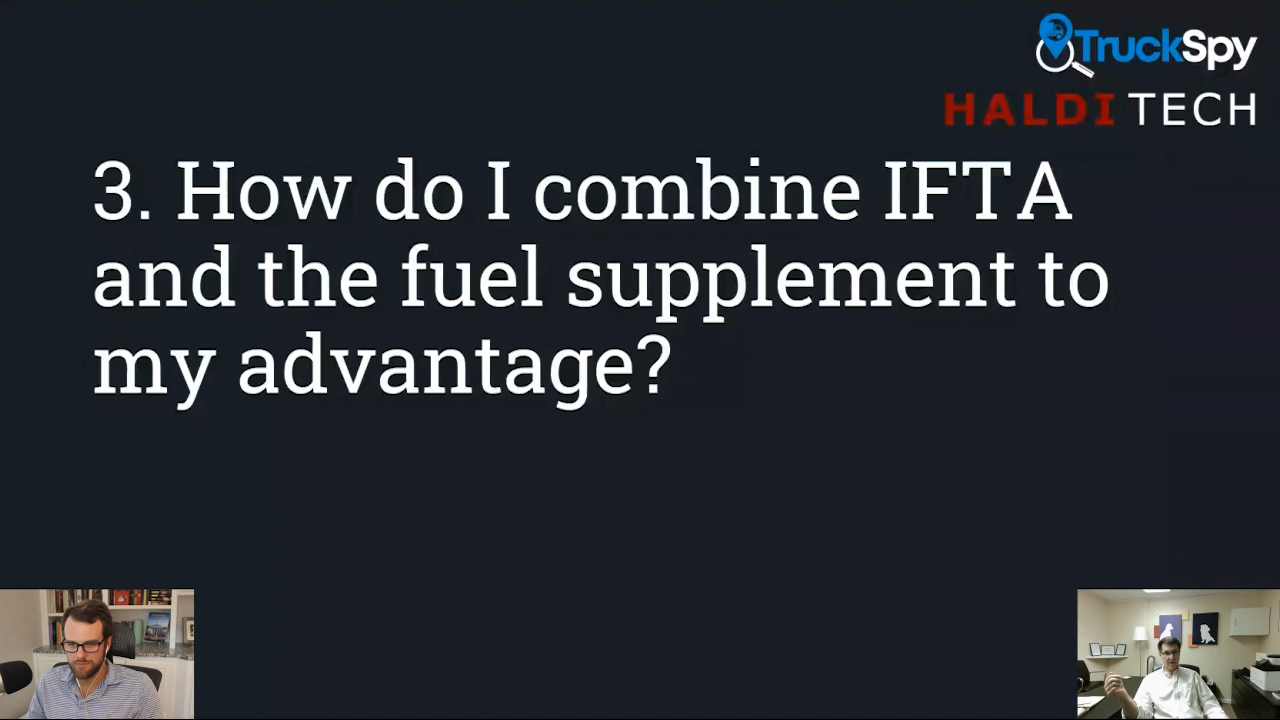 TruckSpy
HALDI TECH
3. How do I combine IFTA
and the fuel supplement to
my advantage?